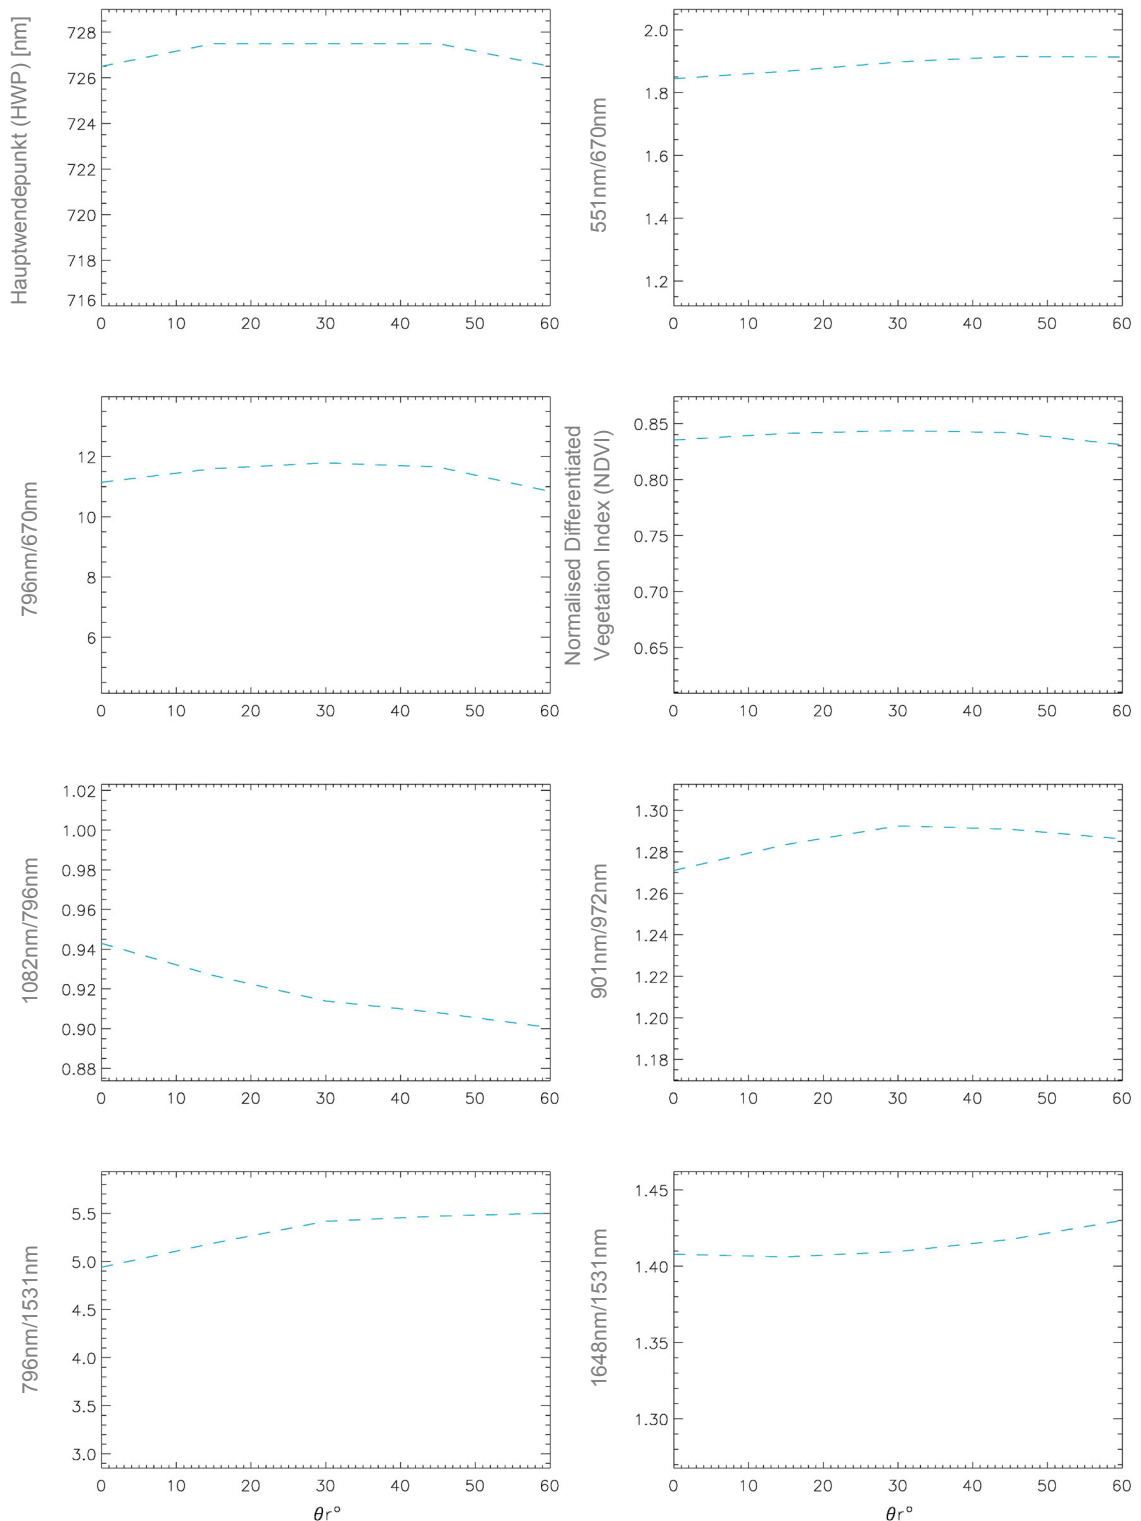 Hauptwendepunkt (HWP) [nm]
728
726
724
722
720
718
716
0 10 20 30 40 50 60
551nm/670nm
2.0
1.8
1.6
1.4
1.2
0 10 20 30 40 50 60
796nm/670nm
12
10
8
6
0 10 20 30 40 50 60
Normalised Differentiated
Vegetation Index (NDVI)
0.85
0.80
0.75
0.70
0.65
0 10 20 30 40 50 60
1082nm/796nm
1.02
1.00
0.98
0.96
0.94
0.92
0.90
0.88
0 10 20 30 40 50 60
901nm/972nm
1.30
1.28
1.26
1.24
1.22
1.20
1.18
0 10 20 30 40 50 60
796nm/1531nm
5.5
5.0
4.5
4.0
3.5
3.0
0 10 20 30 40 50 60
θr°
1648nm/1531nm
1.45
1.40
1.35
1.30
0 10 20 30 40 50 60
θr°